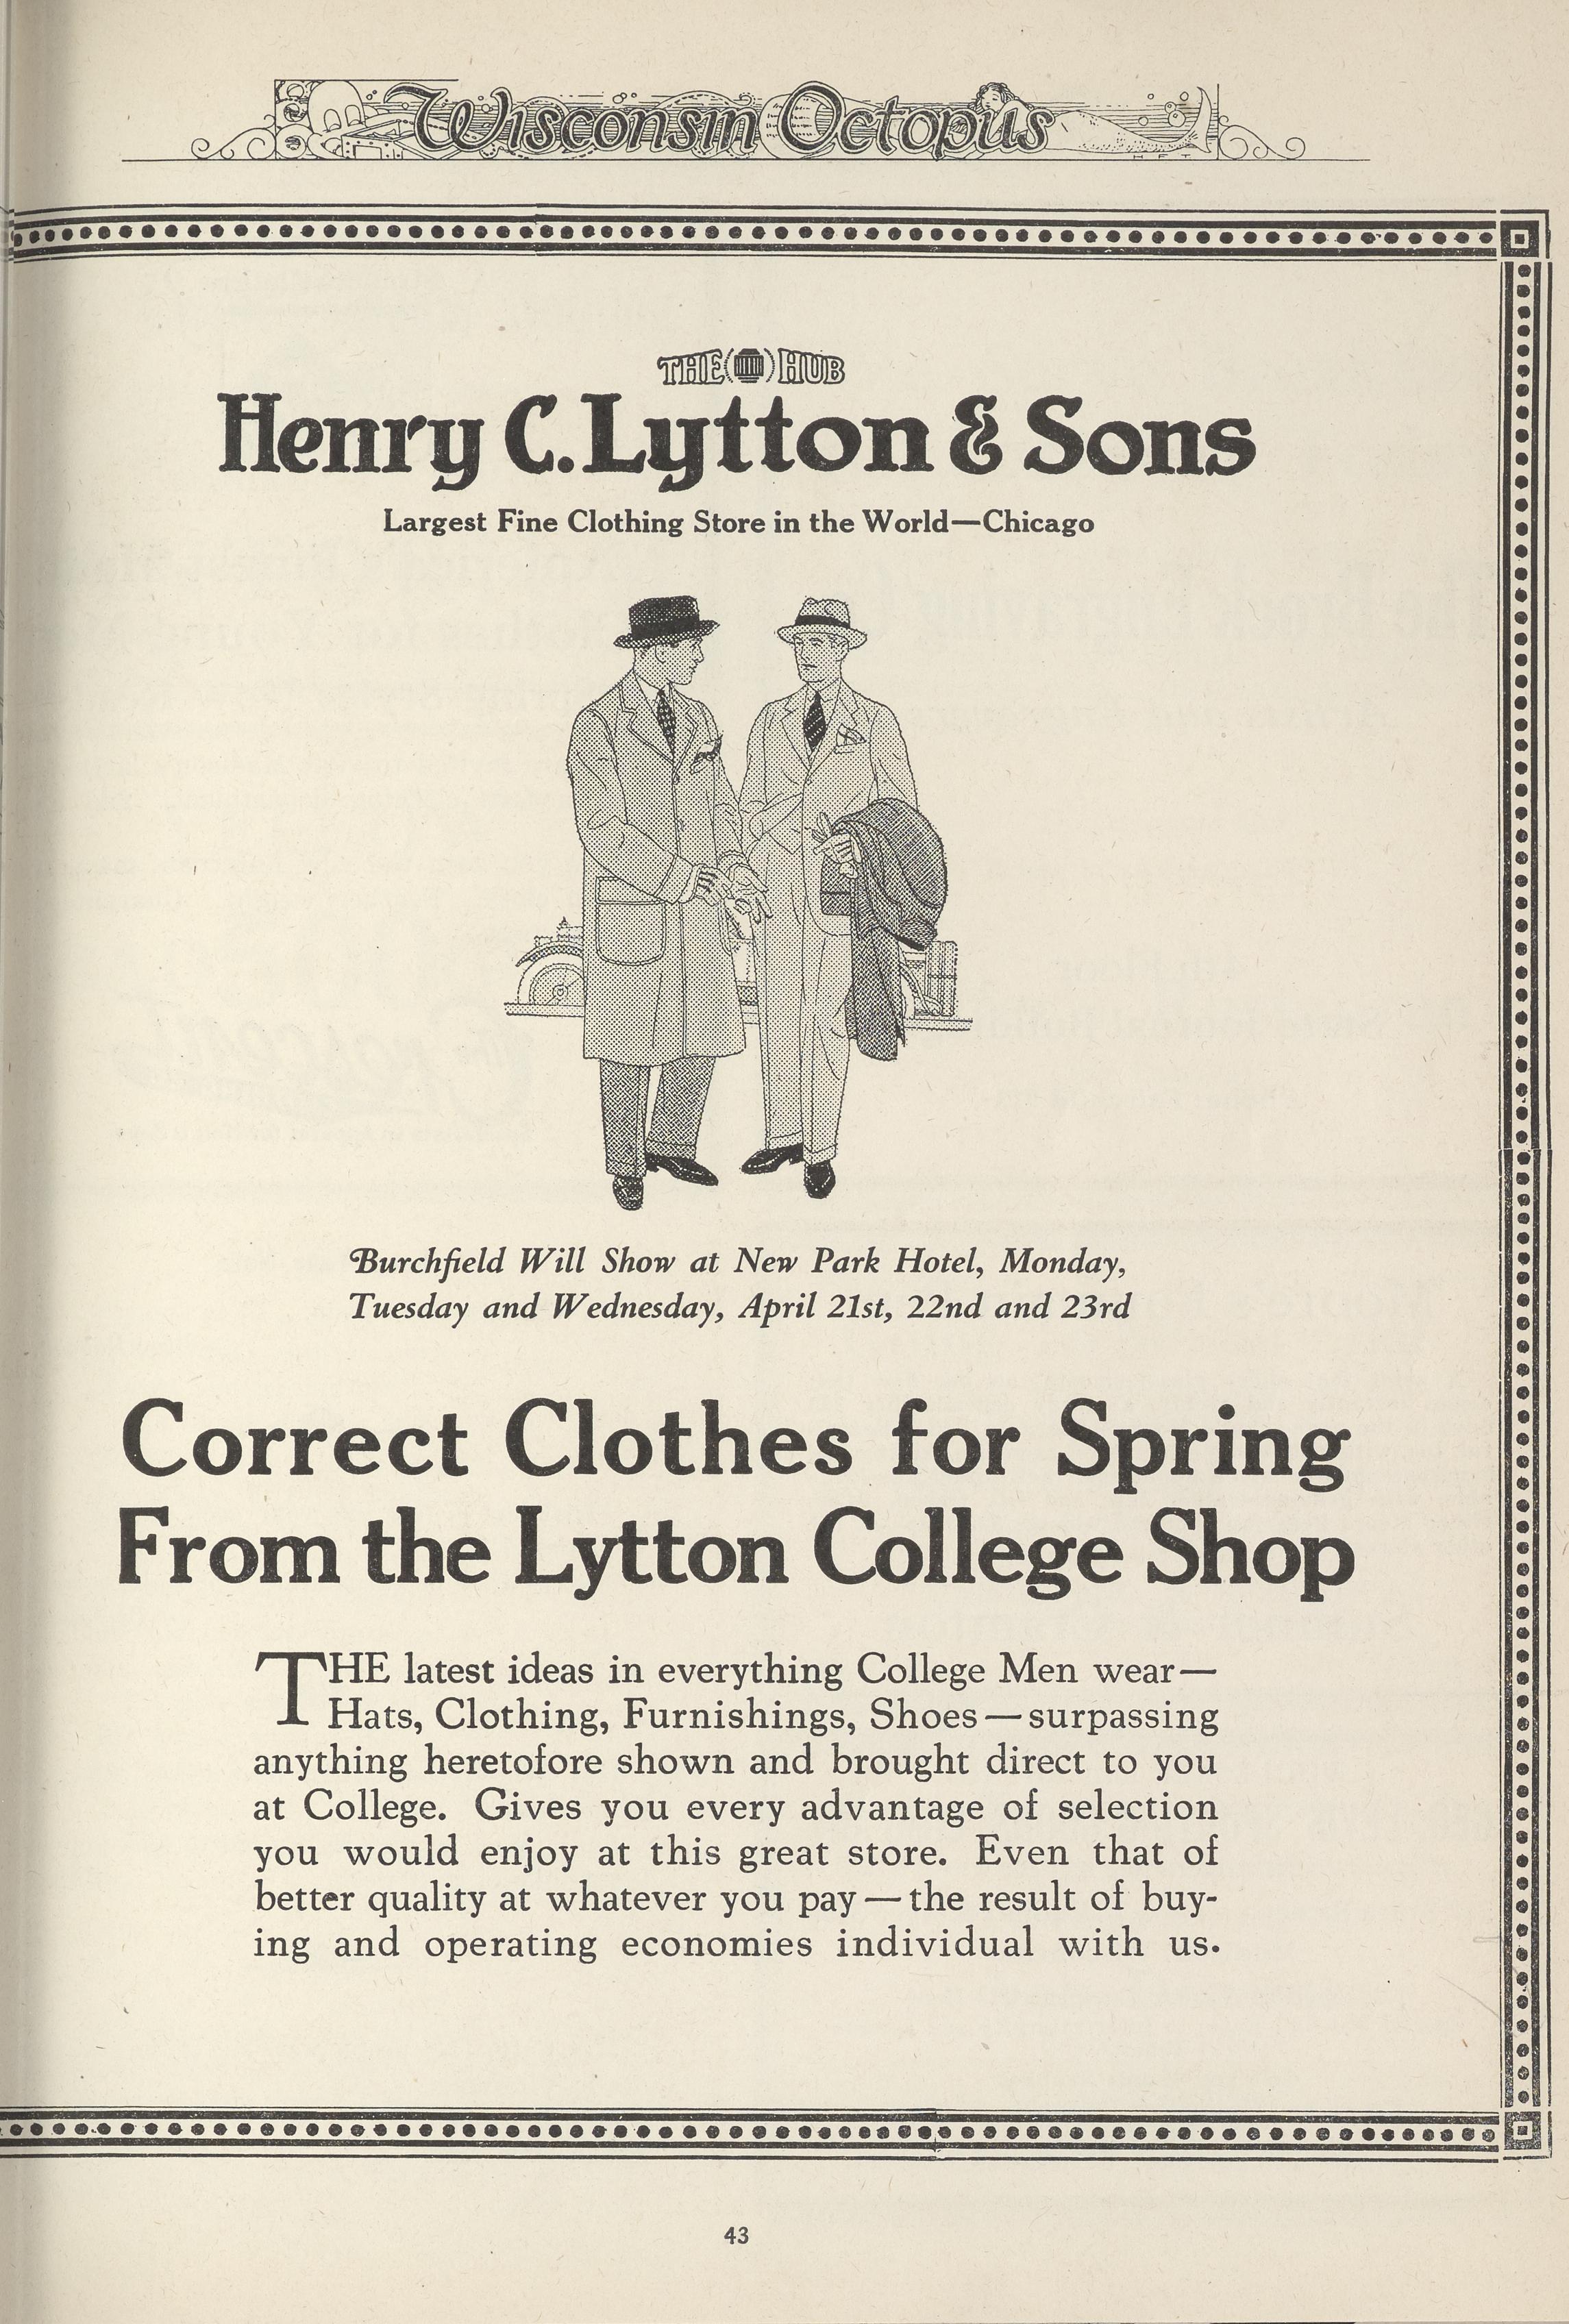 Wisconsin Octopus
THE HUB
Henry C. Lytton & Sons
Largest Fine Clothing Store in the World—Chicago
Burchfield Will Show at New Park Hotel, Monday,
Tuesday and Wednesday, April 21st, 22nd and 23rd
Correct Clothes for Spring
From the Lytton College Shop
THE latest ideas in everything College Men wear—
Hats, Clothing, Furnishings, Shoes—surpassing
anything heretofore shown and brought direct to you
at College. Gives you every advantage of selection
you would enjoy at this great store. Even that of
better quality at whatever you pay—the result of buy-
ing and operating economies individual with us.
43